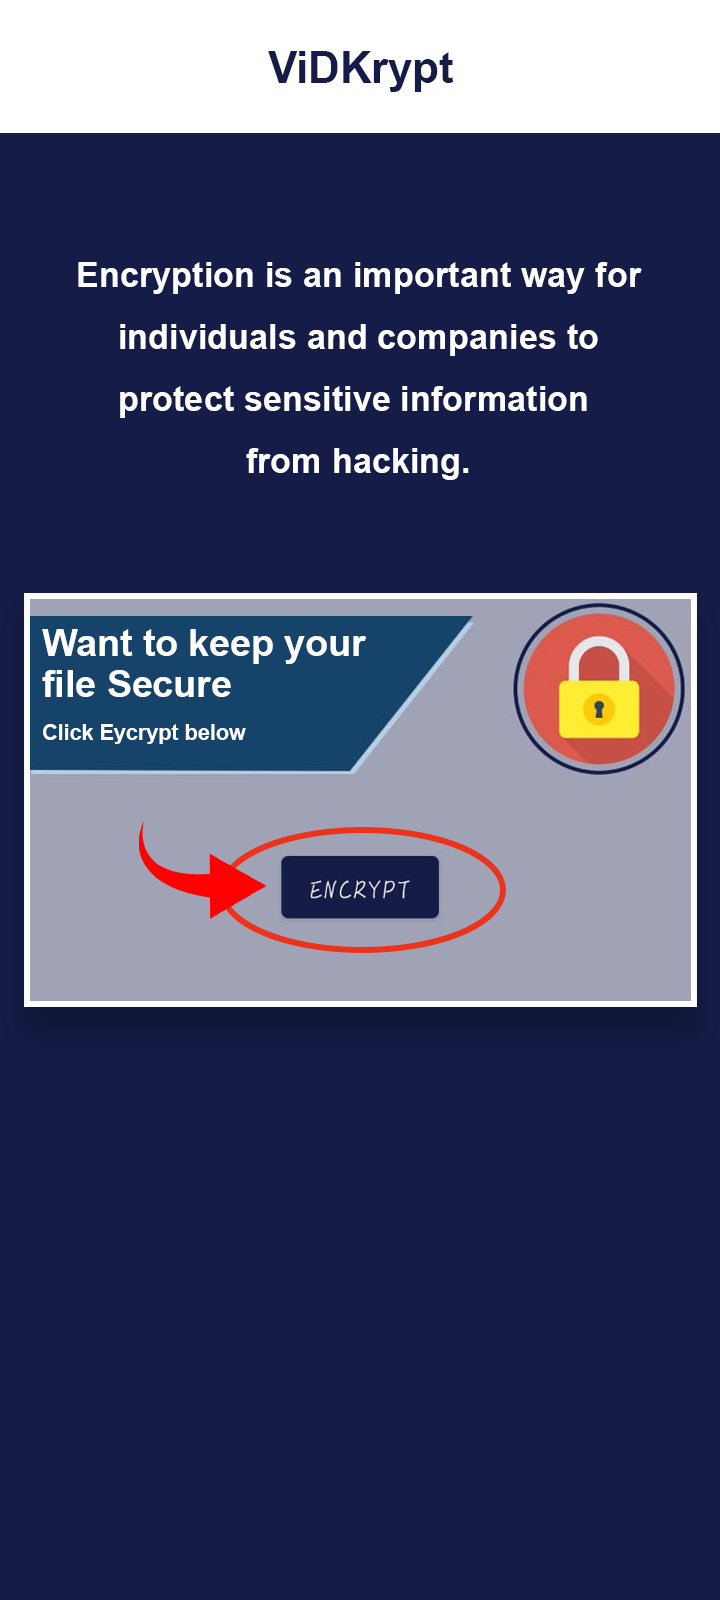 ViDKrypt
Encryption is an important way for
individuals and companies to
protect sensitive information
from hacking.
Want to keep your
file Secure
Click Eycrypt below
ENCRYPT